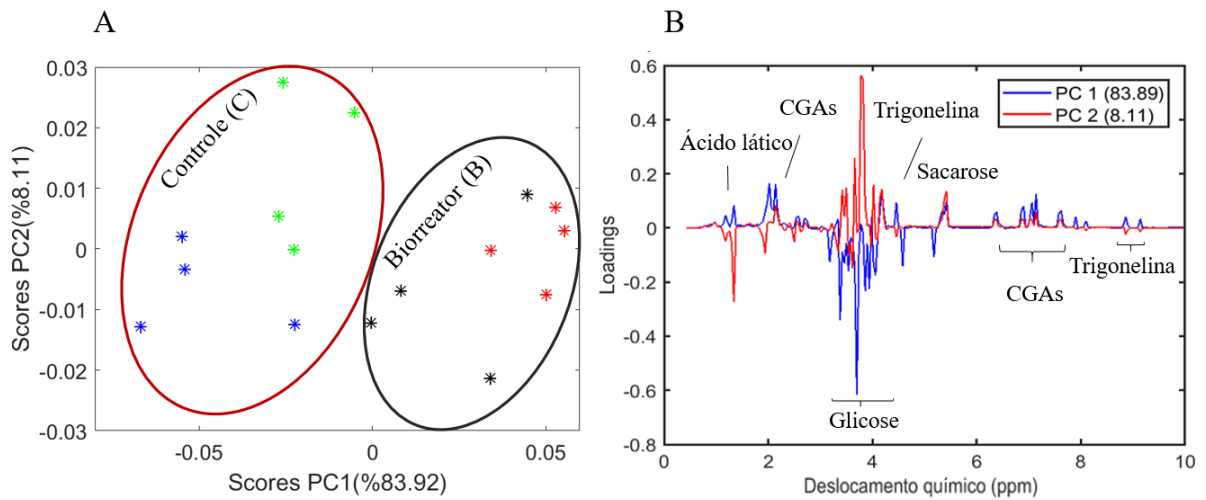 A
0.03
0.02
0.01
0
-0.01
-0.02
-0.03
Scores PC2(%8.11)
Controle (C)
Biorreator (B)
-0.05
0
0.05
Scores PC1(%83.92)
B
0.6
0.4
0.2
0
-0.2
-0.4
-0.6
-0.8
Loadings
PC 1 (83.89)
PC 2 (8.11)
CGAs
Trigonelina
Ácido lático
Sacarose
Trigonelina
CGAs
Glicose
0
2
4
6
8
10
Deslocamento químico (ppm)